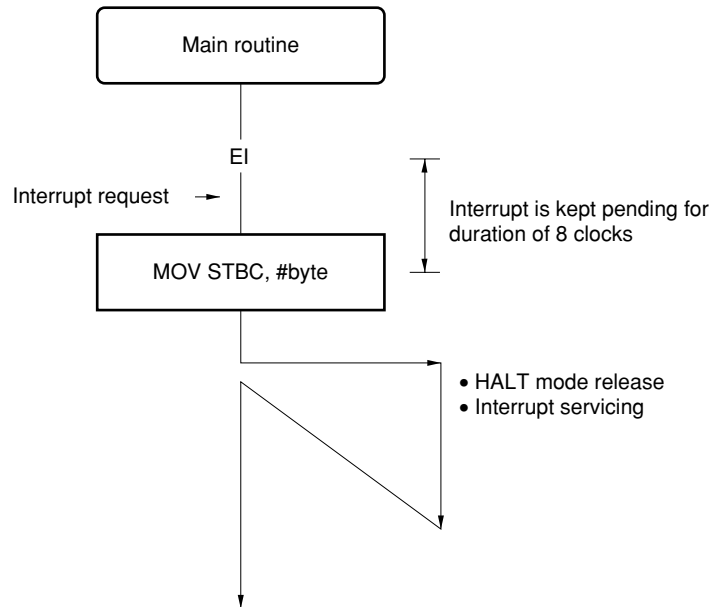 Main routine
EI
Interrupt request
Interrupt is kept pending for
duration of 8 clocks
MOV STBC, #byte
• HALT mode release
• Interrupt servicing